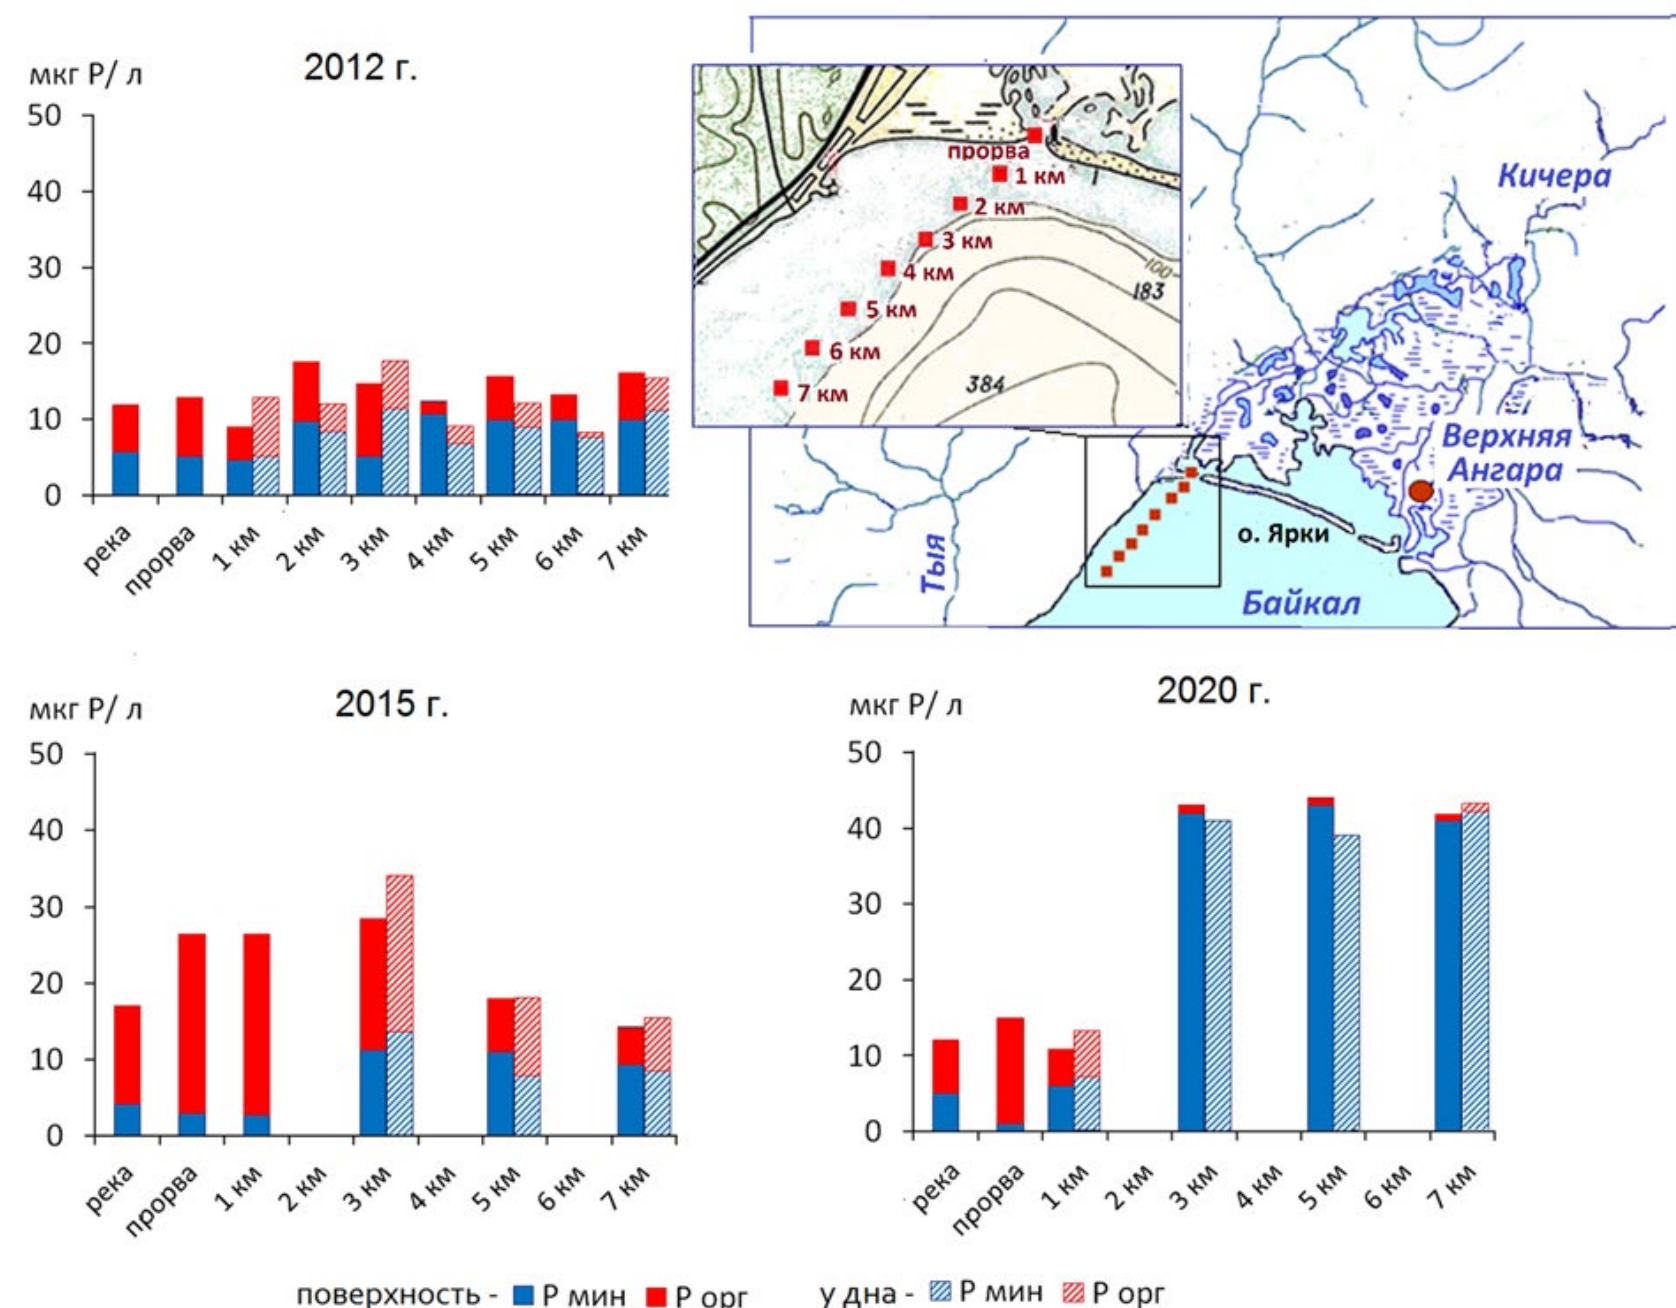 2012 г.
мкг Р/ л
50
40
30
20
10
0
река
прорва
1 км
2 км
3 км
4 км
5 км
6 км
7 км
прорва
1 км
2 км
3 км
4 км
5 км
6 км
7 км
100
183
384
Кичера
Верхняя
Ангара
о. Ярки
Тыя
Байкал
2015 г.
мкг Р/ л
50
40
30
20
10
0
река
прорва
1 км
2 км
3 км
4 км
5 км
6 км
7 км
2020 г.
мкг Р/ л
50
40
30
20
10
0
река
прорва
1 км
2 км
3 км
4 км
5 км
6 км
7 км
поверхность - Р мин Р орг у дна - Р мин Р орг